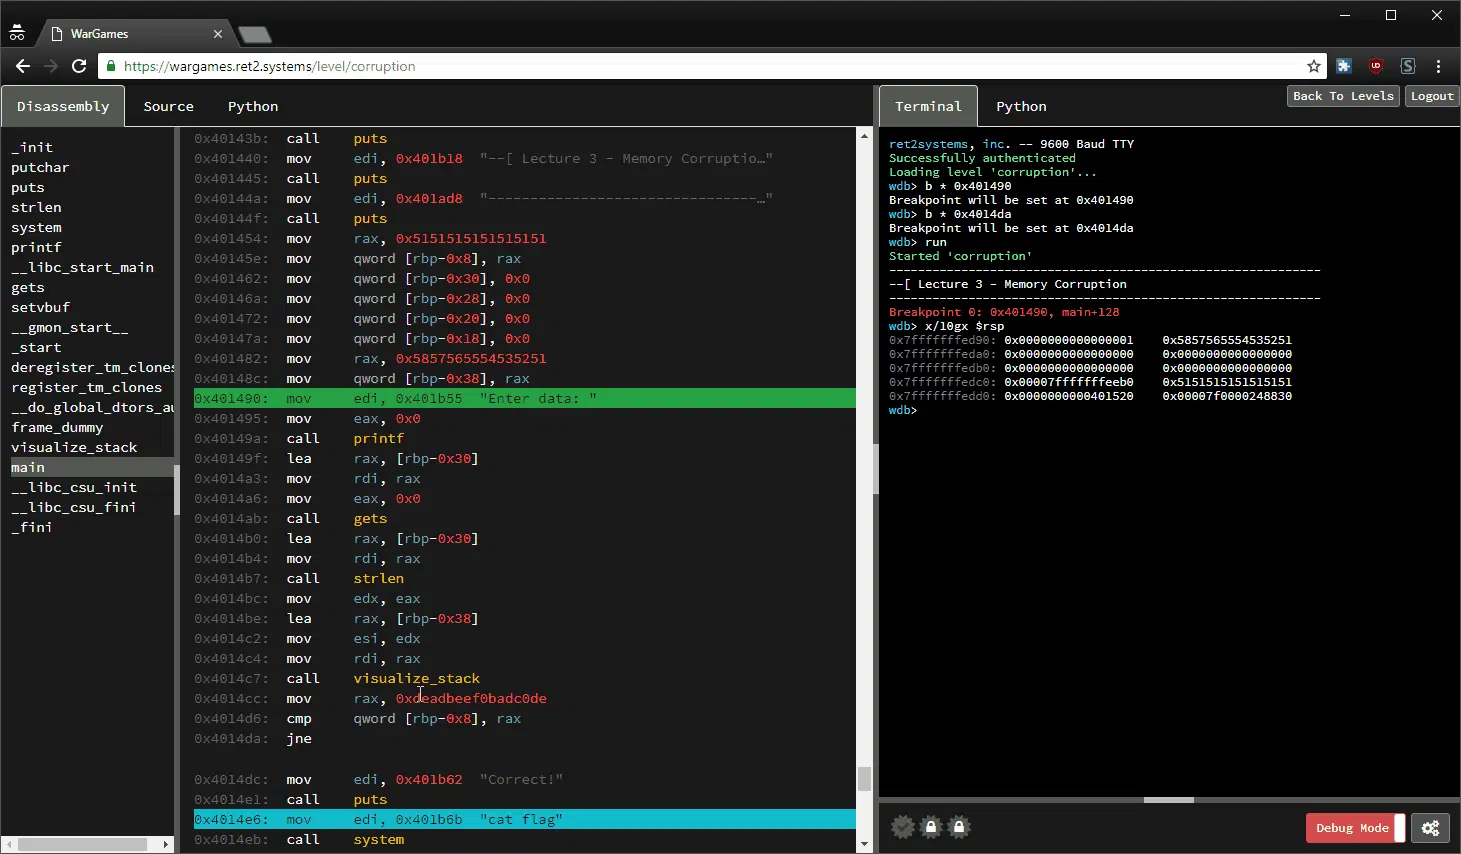 WarGames
https://wargames.ret2.systems/level/corruption
Disassembly Source Python
Terminal Python Back To Levels Logout
_init
putchar
puts
strlen
system
printf
__libc_start_main
gets
setvbuf
__gmon_start__
_start
deregister_tm_clones
register_tm_clones
__do_global_dtors_au
frame_dummy
visualize_stack
main
__libc_csu_init
__libc_csu_fini
_fini
0x40143b: call puts
0x401440: mov edi, 0x401b18 "--[ Lecture 3 - Memory Corruptio…"
0x401445: call puts
0x40144a: mov edi, 0x401ad8 "--------------------------------…"
0x40144f: call puts
0x401454: mov rax, 0x5151515151515151
0x40145e: mov qword [rbp-0x8], rax
0x401462: mov qword [rbp-0x30], 0x0
0x40146a: mov qword [rbp-0x28], 0x0
0x401472: mov qword [rbp-0x20], 0x0
0x40147a: mov qword [rbp-0x18], 0x0
0x401482: mov rax, 0x5857565554535251
0x40148c: mov qword [rbp-0x38], rax
0x401490: mov edi, 0x401b55 "Enter data: "
0x401495: mov eax, 0x0
0x40149a: call printf
0x40149f: lea rax, [rbp-0x30]
0x4014a3: mov rdi, rax
0x4014a6: mov eax, 0x0
0x4014ab: call gets
0x4014b0: lea rax, [rbp-0x30]
0x4014b4: mov rdi, rax
0x4014b7: call strlen
0x4014bc: mov edx, eax
0x4014be: lea rax, [rbp-0x38]
0x4014c2: mov esi, edx
0x4014c4: mov rdi, rax
0x4014c7: call visualize_stack
0x4014cc: mov rax, 0xdeadbeef0badc0de
0x4014d6: cmp qword [rbp-0x8], rax
0x4014da: jne
0x4014dc: mov edi, 0x401b62 "Correct!"
0x4014e1: call puts
0x4014e6: mov edi, 0x401b6b "cat flag"
0x4014eb: call system
ret2systems, inc. -- 9600 Baud TTY
Successfully authenticated
Loading level 'corruption'...
wdb> b * 0x401490
Breakpoint will be set at 0x401490
wdb> b * 0x4014da
Breakpoint will be set at 0x4014da
wdb> run
Started 'corruption'
------------------------------------------------------------
--[ Lecture 3 - Memory Corruption
------------------------------------------------------------
Breakpoint 0: 0x401490, main+128
wdb> x/10gx $rsp
0x7fffffffed90: 0x0000000000000001 0x5857565554535251
0x7fffffffeda0: 0x0000000000000000 0x0000000000000000
0x7fffffffedb0: 0x0000000000000000 0x0000000000000000
0x7fffffffedc0: 0x00007fffffffeeb0 0x5151515151515151
0x7fffffffedd0: 0x0000000000401520 0x00007f0000248830
wdb>
Debug Mode